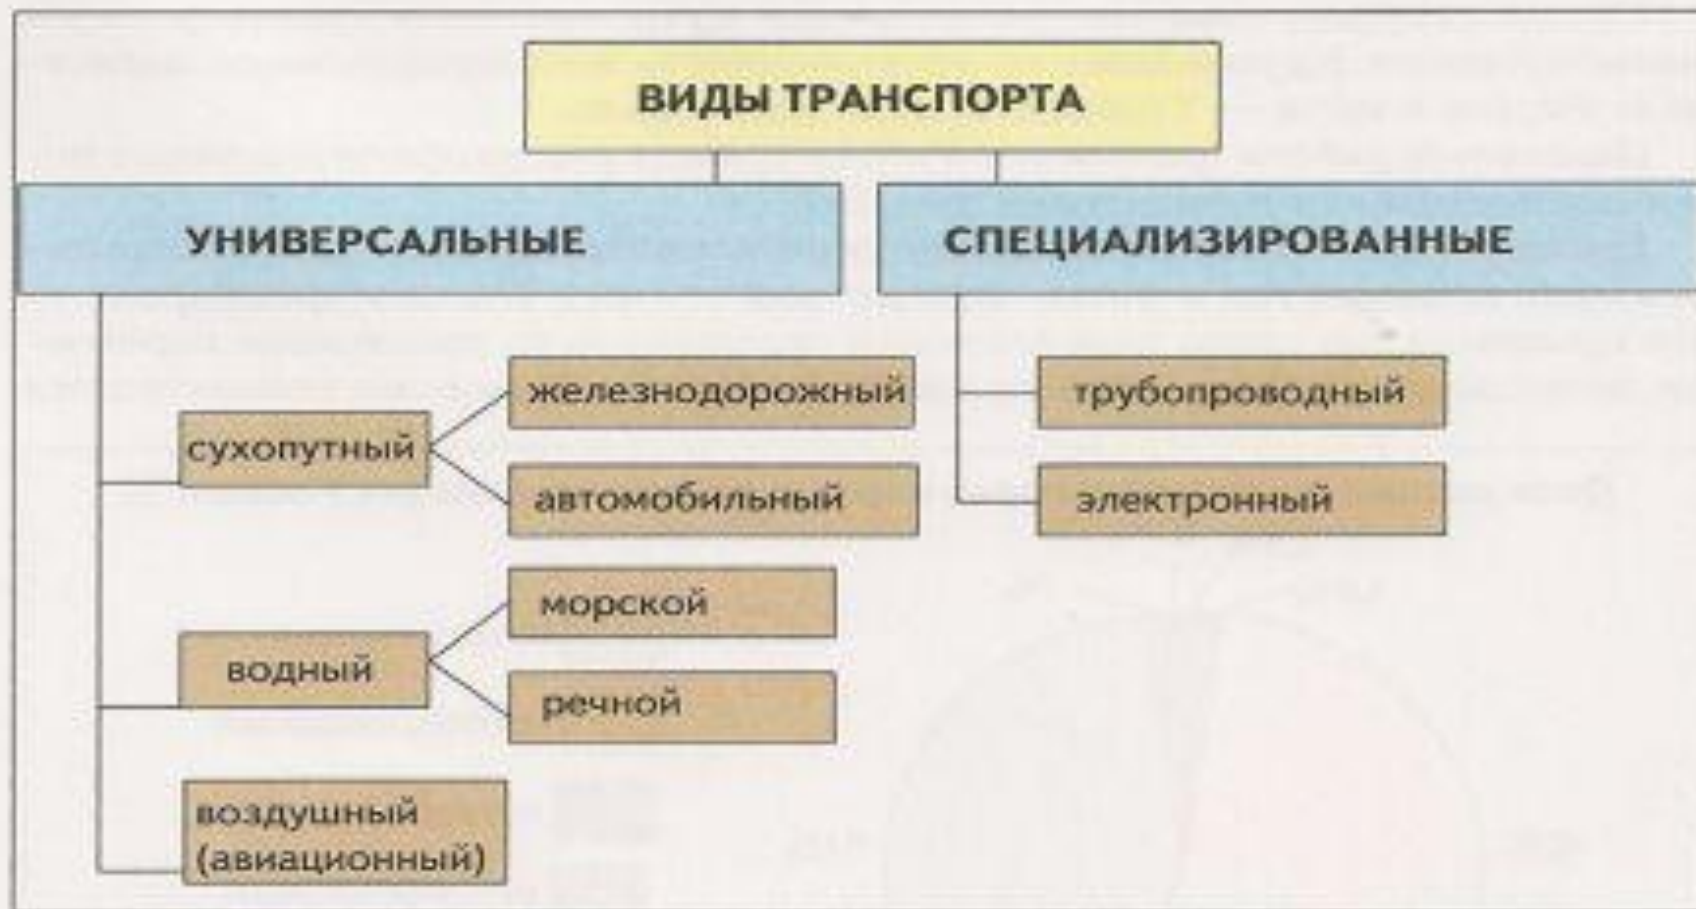 ВИДЫ ТРАНСПОРТА
УНИВЕРСАЛЬНЫЕ
СПЕЦИАЛИЗИРОВАННЫЕ
сухопутный
железнодорожный
автомобильный
водный
морской
речной
воздушный
(авиационный)
трубопроводный
электронный